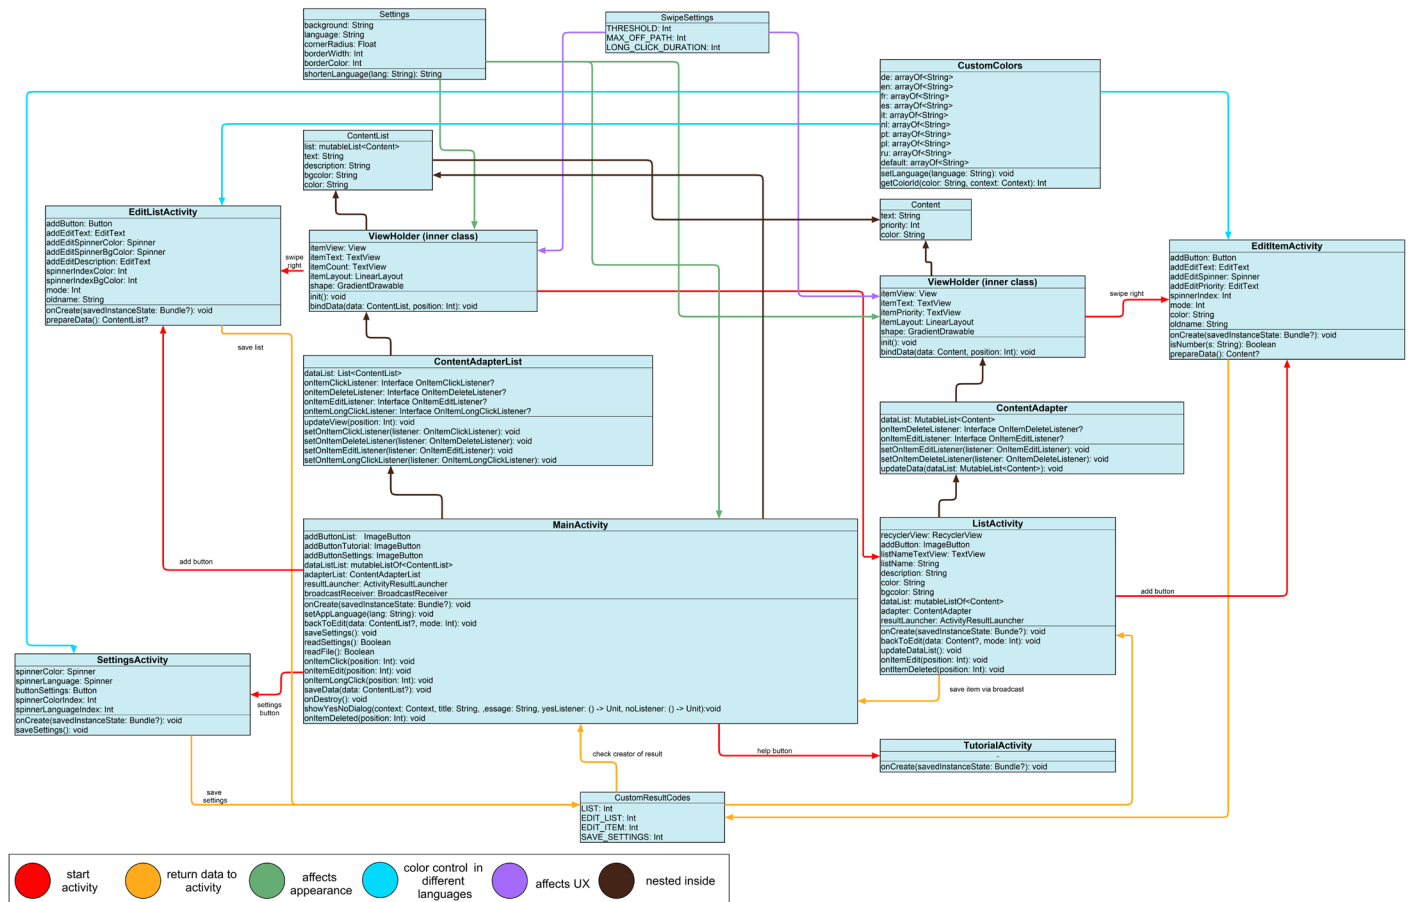 Settings
background: String
language: String
cornerRadius: Float
borderWidth: Int
borderColor: Int
shortenLanguage(lang: String): String
SwipeSettings
THRESHOLD: Int
MAX_OFF_PATH: Int
LONG_CLICK_DURATION: Int
CustomColors
de: arrayOf<String>
en: arrayOf<String>
fr: arrayOf<String>
es: arrayOf<String>
it: arrayOf<String>
nl: arrayOf<String>
pt: arrayOf<String>
pl: arrayOf<String>
ru: arrayOf<String>
default: arrayOf<String>
setLanguage(language: String): void
getColorId(color: String, context: Context): Int
ContentList
list: mutableList<Content>
text: String
description: String
bgcolor: String
color: String
Content
text: String
priority: Int
color: String
EditListActivity
addButton: Button
addEditText: EditText
addEditSpinnerColor: Spinner
addEditSpinnerBgColor: Spinner
addEditDescription: EditText
spinnerIndexColor: Int
spinnerIndexBgColor: Int
mode: Int
oldname: String
onCreate(savedInstanceState: Bundle?): void
prepareData(): ContentList?
swipe
right
ViewHolder (inner class)
itemView: View
itemText: TextView
itemCount: TextView
itemLayout: LinearLayout
shape: GradientDrawable
init(): void
bindData(data: ContentList, position: Int): void
ViewHolder (inner class)
itemView: View
itemText: TextView
itemPriority: TextView
itemLayout: LinearLayout
shape: GradientDrawable
init(): void
bindData(data: Content, position: Int): void
swipe right
EditItemActivity
addButton: Button
addEditText: EditText
addEditSpinner: Spinner
addEditPriority: EditText
spinnerIndex: Int
mode: Int
color: String
oldname: String
onCreate(savedInstanceState: Bundle?): void
isNumber(s: String): Boolean
prepareData(): Content?
save list
ContentAdapterList
dataList: List<ContentList>
onItemClickListener: Interface OnItemClickListener?
onItemDeleteListener: Interface OnItemDeleteListener?
onItemEditListener: Interface OnItemEditListener?
onItemLongClickListener: Interface OnItemLongClickListener?
updateView(position: Int): void
setOnItemClickListener(listener: OnItemClickListener): void
setOnItemDeleteListener(listener: OnItemDeleteListener): void
setOnItemEditListener(listener: OnItemEditListener): void
setOnItemLongClickListener(listener: OnItemLongClickListener): void
ContentAdapter
dataList: MutableList<Content>
onItemDeleteListener: Interface OnItemDeleteListener?
onItemEditListener: Interface OnItemEditListener?
setOnItemEditListener(listener: OnItemEditListener): void
setOnItemDeleteListener(listener: OnItemDeleteListener): void
updateData(dataList: MutableList<Content>): void
add button
MainActivity
addButtonList: ImageButton
addButtonTutorial: ImageButton
addButtonSettings: ImageButton
dataListList: mutableListOf<ContentList>
adapterList: ContentAdapterList
resultLauncher: ActivityResultLauncher
broadcastReceiver: BroadcastReceiver
onCreate(savedInstanceState: Bundle?): void
setAppLanguage(lang: String): void
backToEdit(data: ContentList?, mode: Int): void
saveSettings(): void
readSettings(): Boolean
readFile(): Boolean
onItemClick(position: Int): void
onItemEdit(position: Int): void
onItemLongClick(position: Int): void
saveData(data: ContentList?): void
onDestroy(): void
showYesNoDialog(context: Context, title: String, ,essage: String, yesListener: () -> Unit, noListener: () -> Unit):void
onItemDeleted(position: Int): void
ListActivity
recyclerView: RecyclerView
addButton: ImageButton
listNameTextView: TextView
listName: String
description: String
color: String
bgcolor: String
dataList: mutableListOf<Content>
adapter: ContentAdapter
resultLauncher: ActivityResultLauncher
onCreate(savedInstanceState: Bunde?): void
backToEdit(data: Content?, mode: Int): void
updateDataList(): void
onItemEdit(position: Int): void
ontItemDeleted(position: Int): void
add button
SettingsActivity
spinnerColor: Spinner
spinnerLanguage: Spinner
buttonSettings: Button
spinnerColorIndex: Int
spinnerLanguageIndex: Int
onCreate(savedInstanceState: Bundle?): void
saveSettings(): void
settings
button
save item via broadcast
help button
TutorialActivity
-
onCreate(savedInstanceState: Bundle?): void
check creator of result
save
settings
CustomResultCodes
LIST: Int
EDIT_LIST: Int
EDIT_ITEM: Int
SAVE_SETTINGS: Int
start
activity
return data to
activity
affects
appearance
color control in
different
languages
affects UX
nested inside